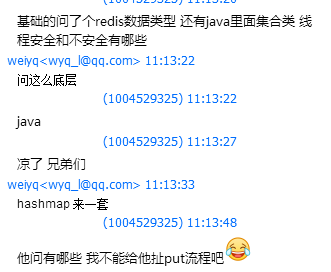 (1004529325) 11:13:20
基础的问了个redis数据类型 还有java里面集合类 线
程安全和不安全有哪些
weiyq<wyq_l@qq.com> 11:13:22
问这么底层
(1004529325) 11:13:22
java
(1004529325) 11:13:27
凉了 兄弟们
weiyq<wyq_l@qq.com> 11:13:33
hashmap 来一套
(1004529325) 11:13:48
他问有哪些 我不能给他扯put流程吧😂